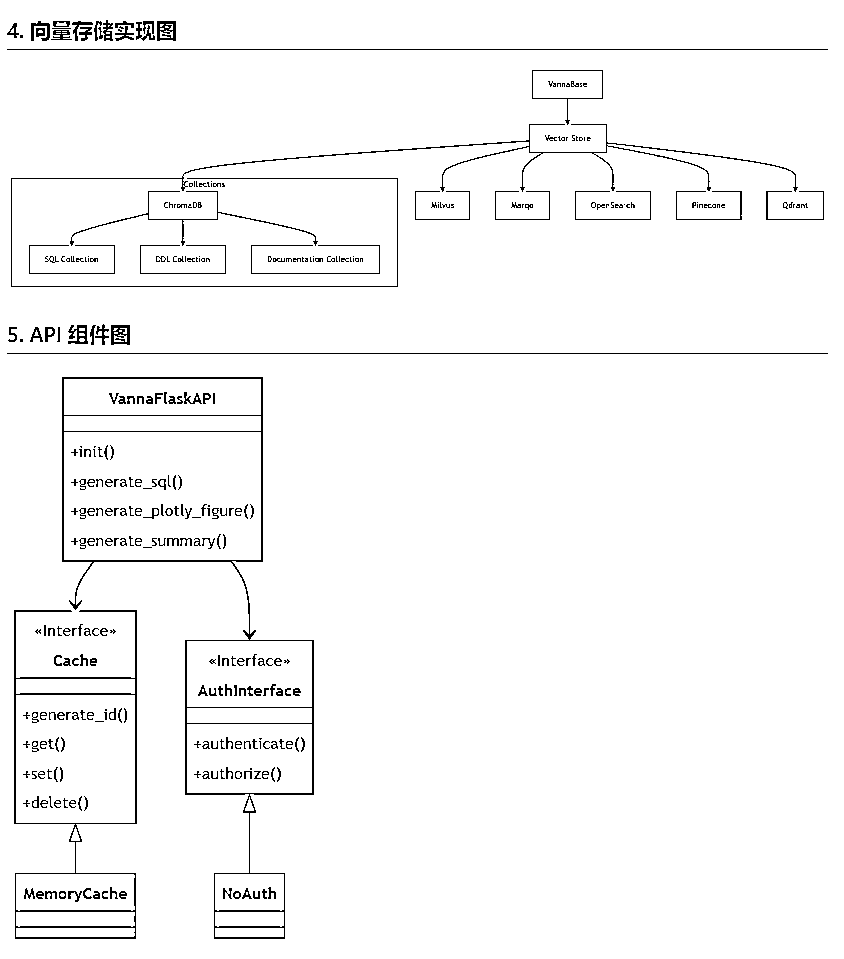 4. 向量存储实现图
VannaBase
Vector Store
Collections
ChromaDB
Milvus
Marqo
OpenSearch
Pinecone
Qdrant
SQL Collection
DDL Collection
Documentation Collection
5. API 组件图
VannaFlaskAPI
+init()
+generate_sql()
+generate_plotly_figure()
+generate_summary()
«Interface»
Cache
+generate_id()
+get()
+set()
+delete()
«Interface»
AuthInterface
+authenticate()
+authorize()
MemoryCache
NoAuth